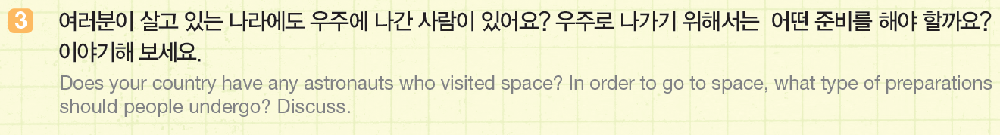 3 여러분이 살고 있는 나라에도 우주에 나간 사람이 있어요? 우주로 나가기 위해서는 어떤 준비를 해야 할까요?
이야기해 보세요.
Does your country have any astronauts who visited space? In order to go to space, what type of preparations
should people undergo? Discuss.